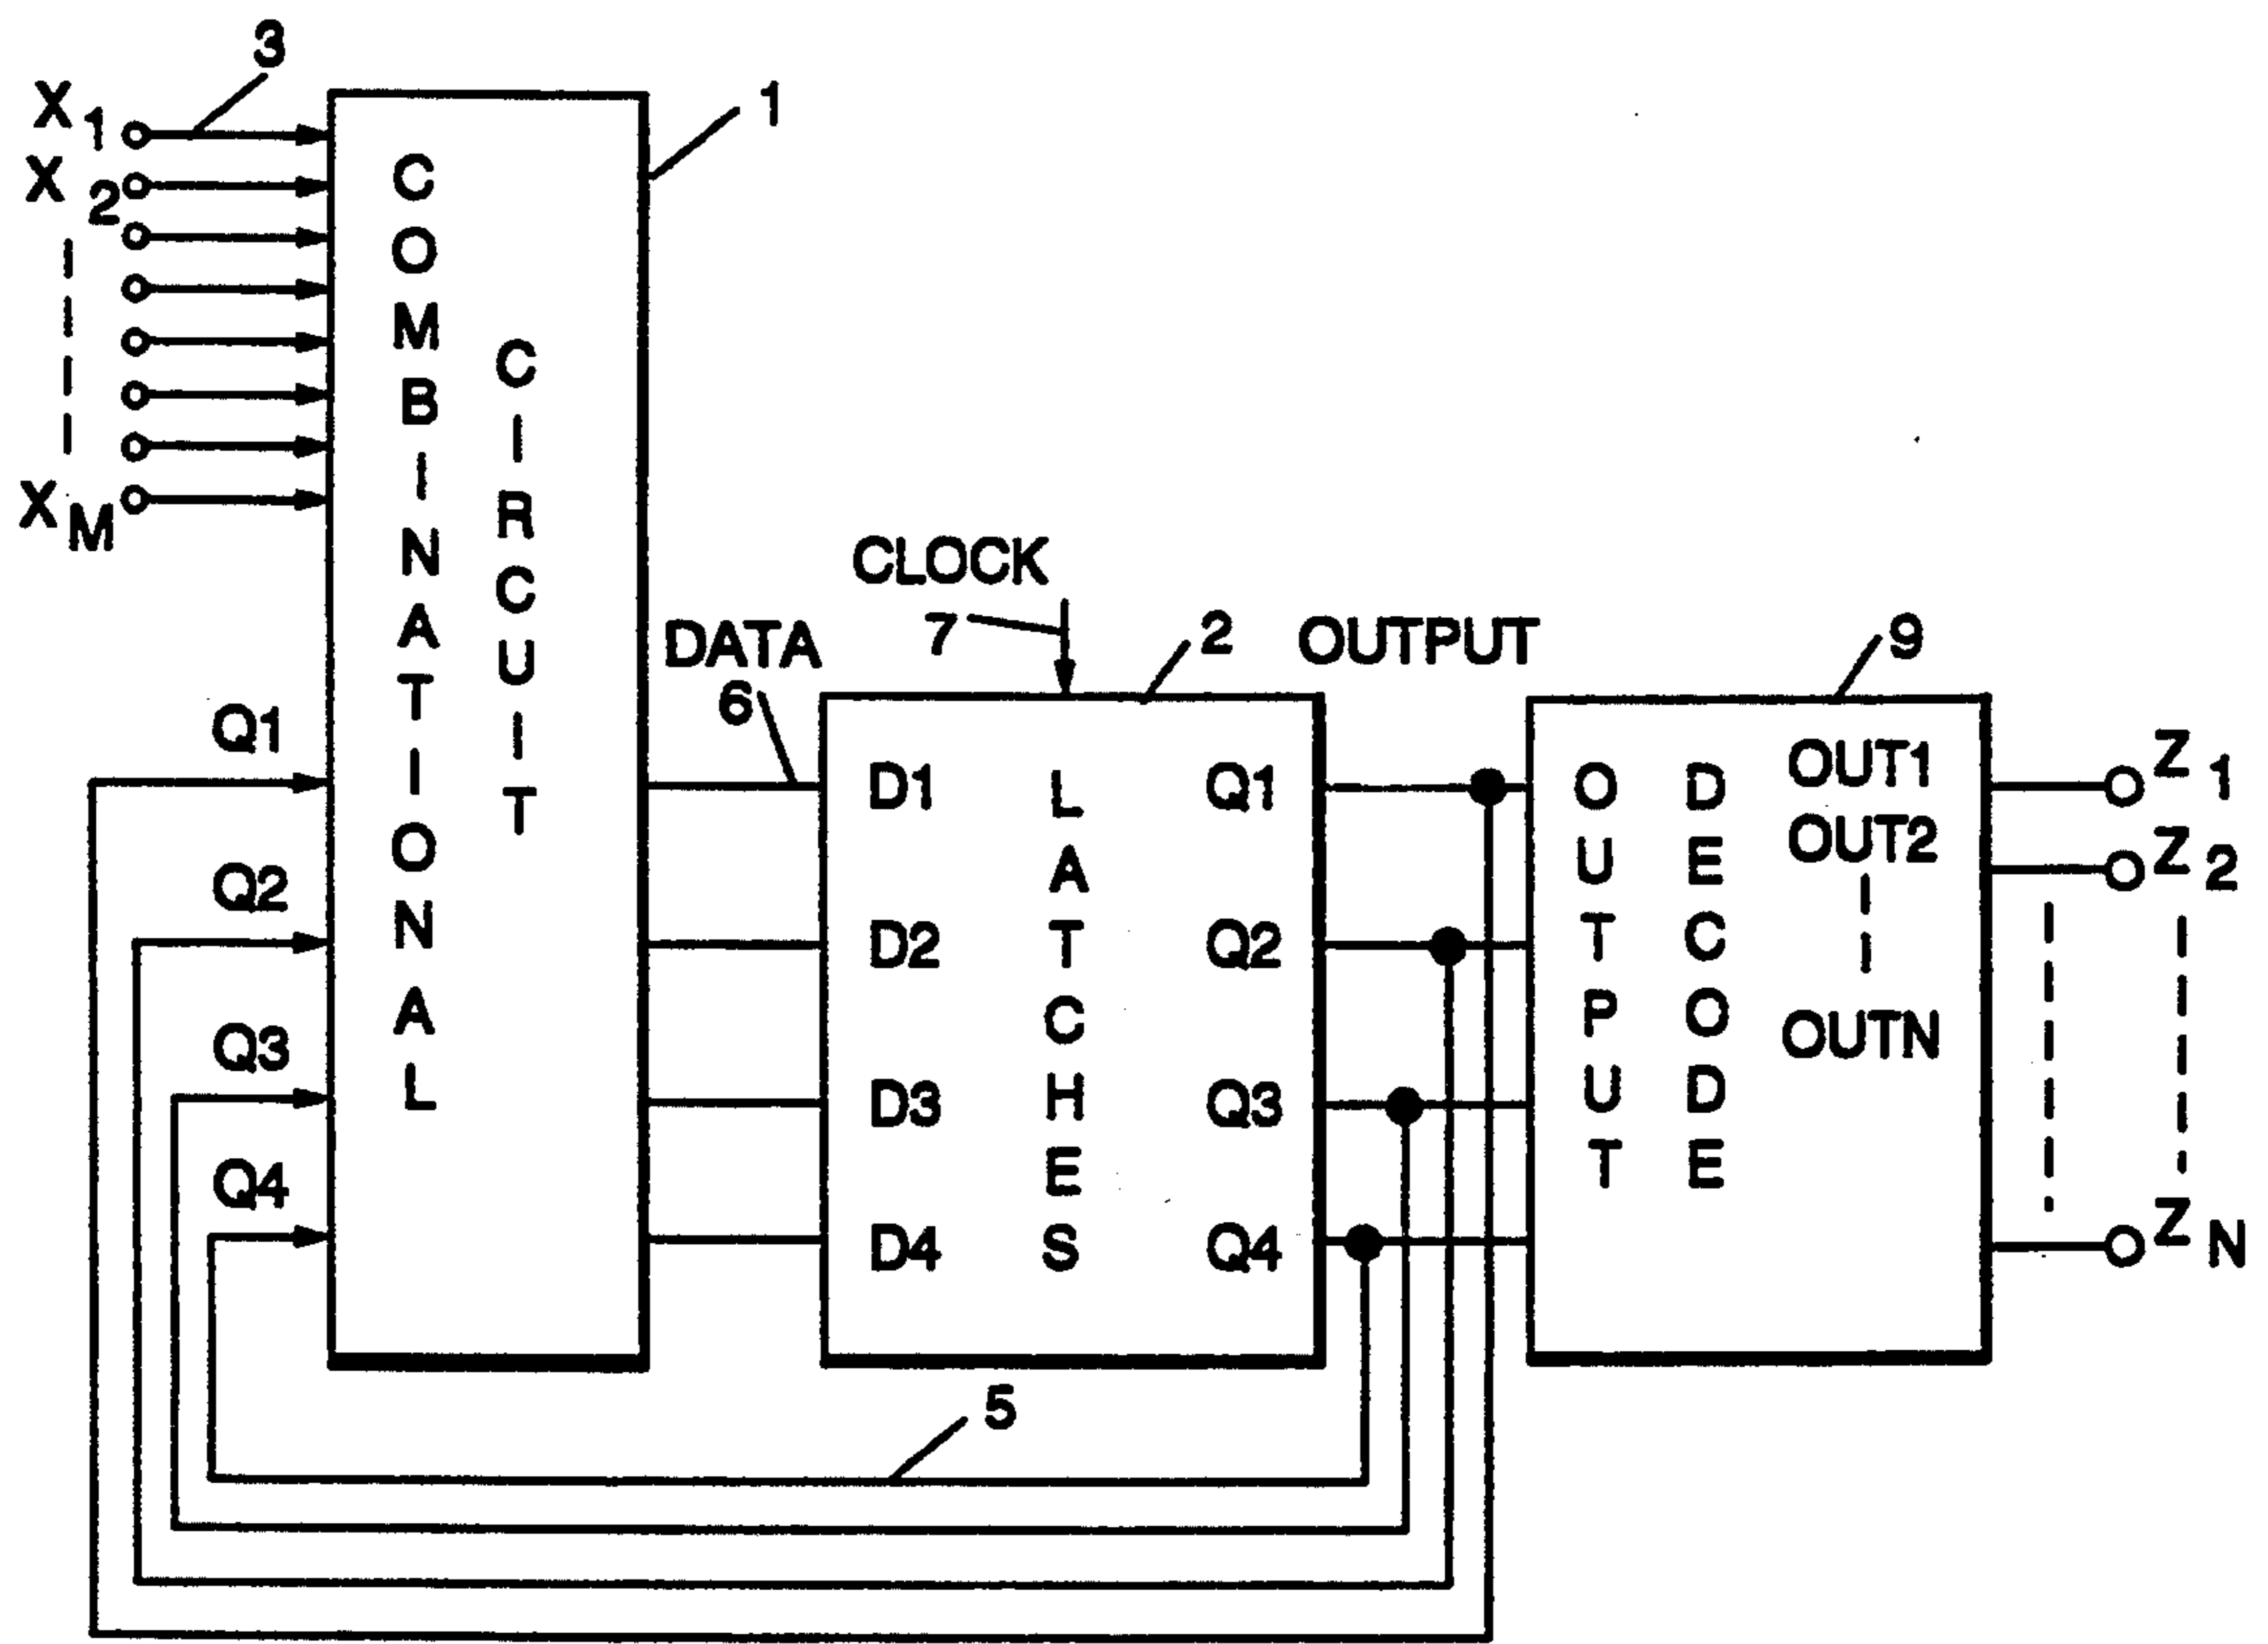 3
X1
X2
XM
1
COMBINATIONAL
CIRCUIT
CLOCK
7
2
DATA
6
OUTPUT
9
Q1
Q2
Q3
Q4
D1
D2
D3
D4
LATCHES
Q1
Q2
Q3
Q4
OUTPUT
DECODE
OUT1
OUT2
OUTN
Z1
Z2
ZN
5